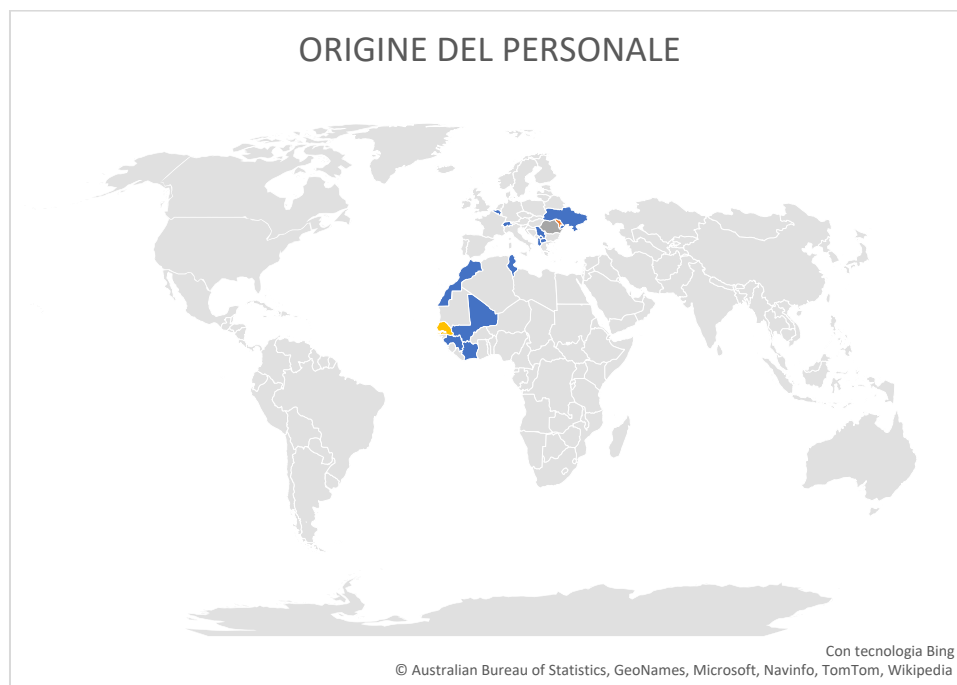 ORIGINE DEL PERSONALE
Con tecnologia Bing
© Australian Bureau of Statistics, GeoNames, Microsoft, Navinfo, TomTom, Wikipedia